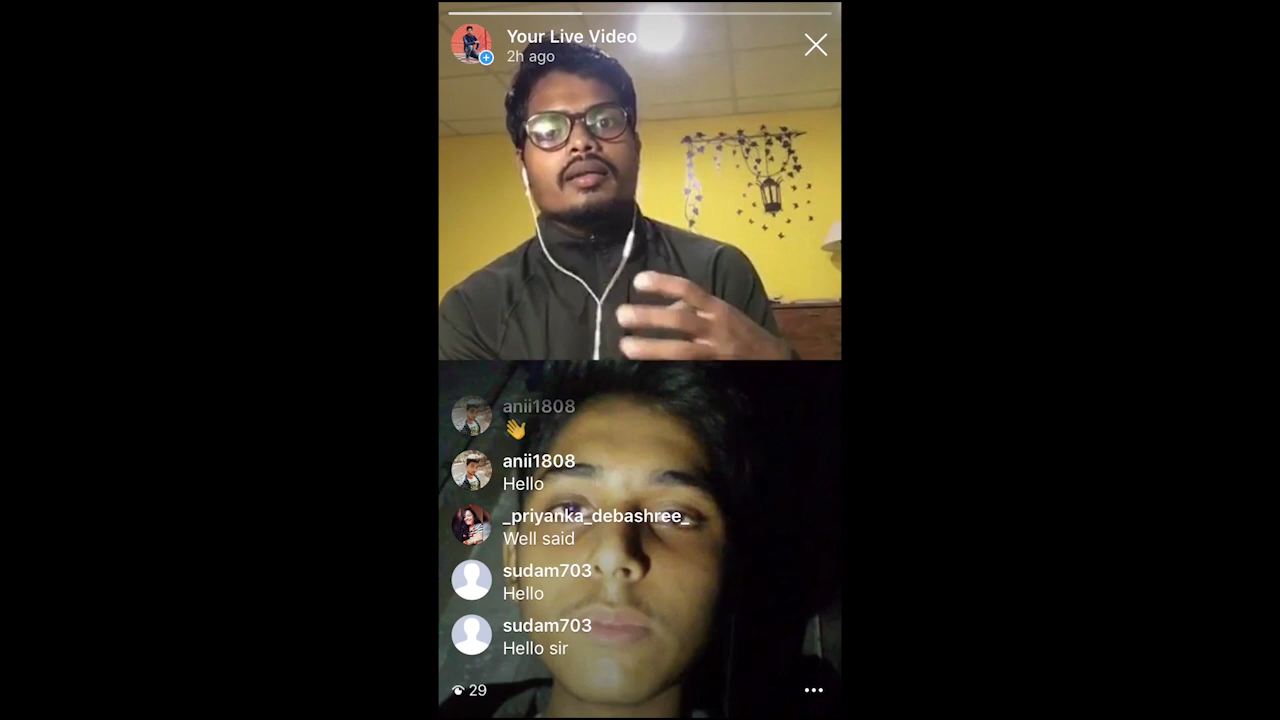 Your Live Video
2h ago
anii1808
👋
anii1808
Hello
_priyanka_debashree_
Well said
sudam703
Hello
sudam703
Hello sir
29